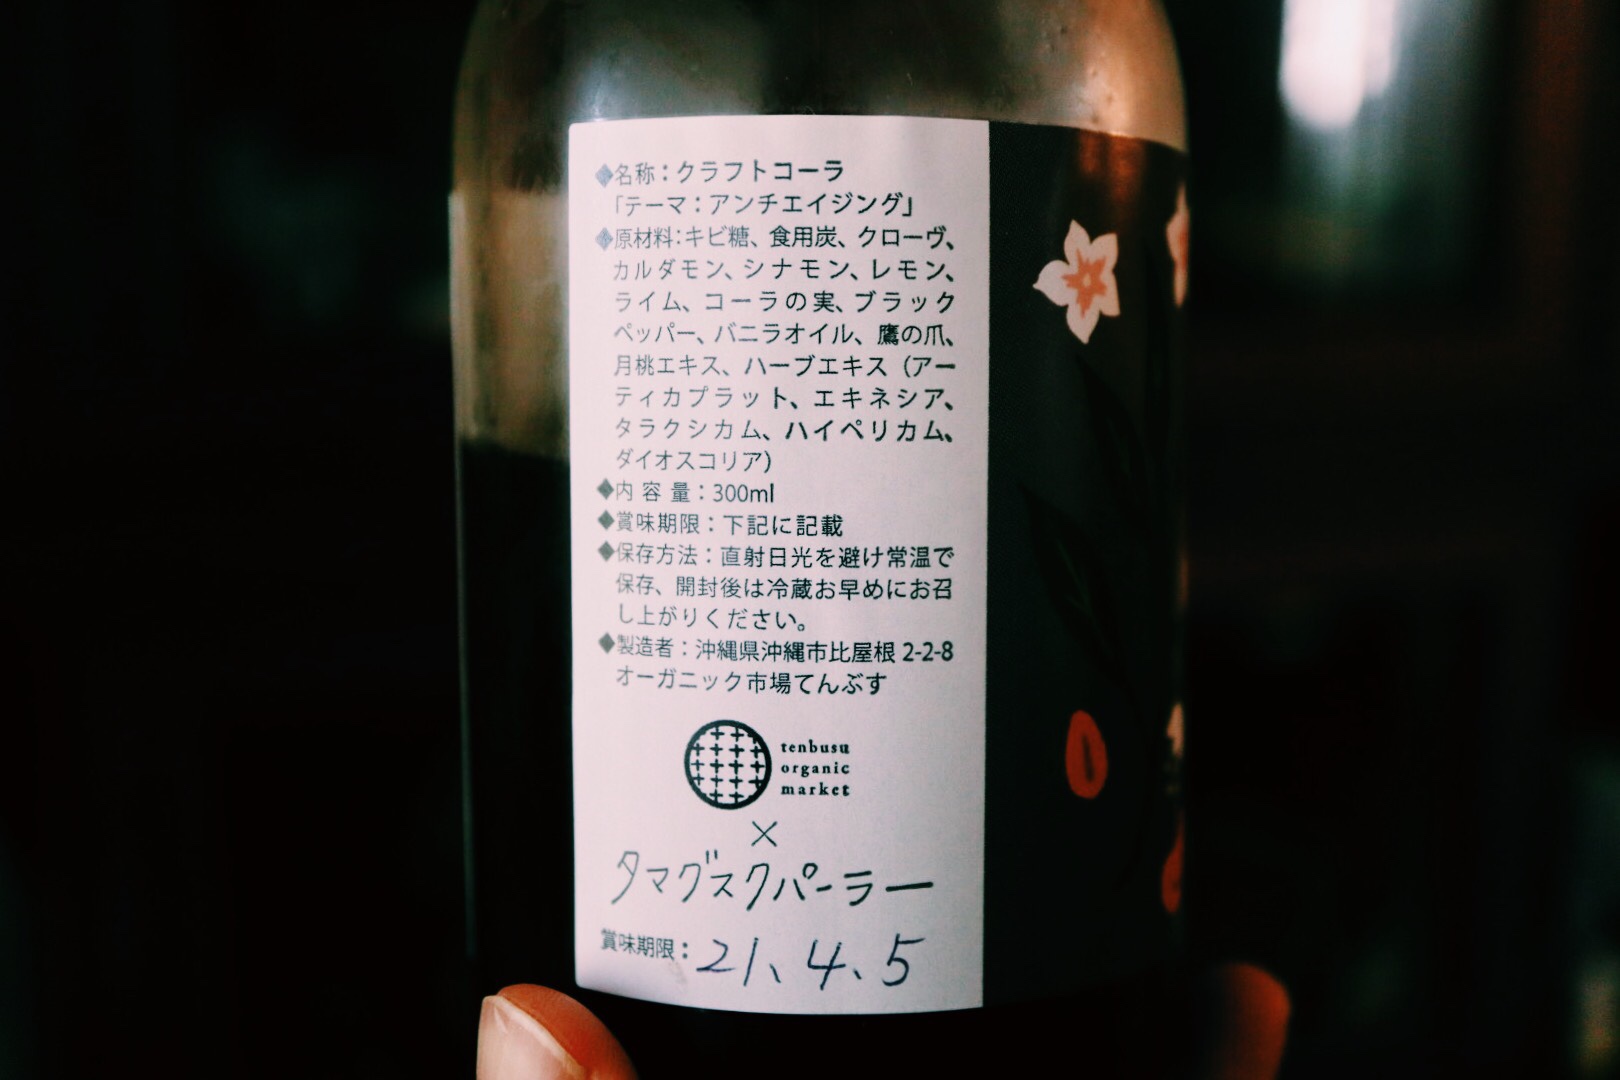 ◆名称：クラフトコーラ
「テーマ：アンチエイジング」
◆原材料：キビ糖、食用炭、クローヴ、
カルダモン、シナモン、レモン、
ライム、コーラの実、ブラック
ペッパー、バニラオイル、鷹の爪、
月桃エキス、ハーブエキス（アー
ティカプラット、エキネシア、
タラクシカム、ハイペリカム、
ダイオスコリア）
◆内容量：300ml
◆賞味期限：下記に記載
◆保存方法：直射日光を避け常温で
保存、開封後は冷蔵お早めにお召
し上がりください。
◆製造者：沖縄県沖縄市比屋根 2-2-8
オーガニック市場てんぶす
tenbusu
organic
market
×
タマグスクパーラー
賞味期限：21、4、5